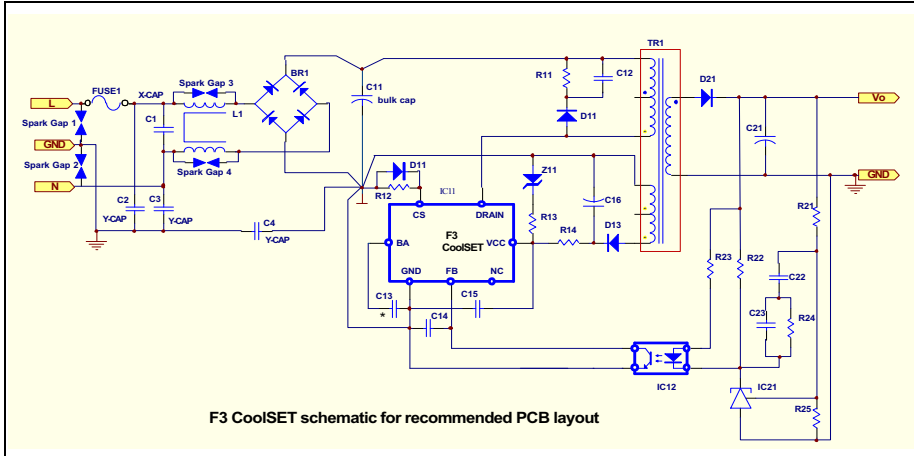 TR1
BR1
R11
C12
C11
bulk cap
D21
FUSE1
X-CAP
Spark Gap 3
L
Vo
Spark Gap 1
C1
L1
D11
C21
GND
Spark Gap 2
Spark Gap 4
N
D11
Z11
GND
R12
IC11
C16
R21
C2
C3
CS
DRAIN
R13
Y-CAP
Y-CAP
C4
Y-CAP
BA
F3
CoolSET
VCC
R14
D13
R23
R22
GND
FB
NC
C22
C13
*
C15
C14
C23
R24
IC12
IC21
R25
F3 CoolSET schematic for recommended PCB layout